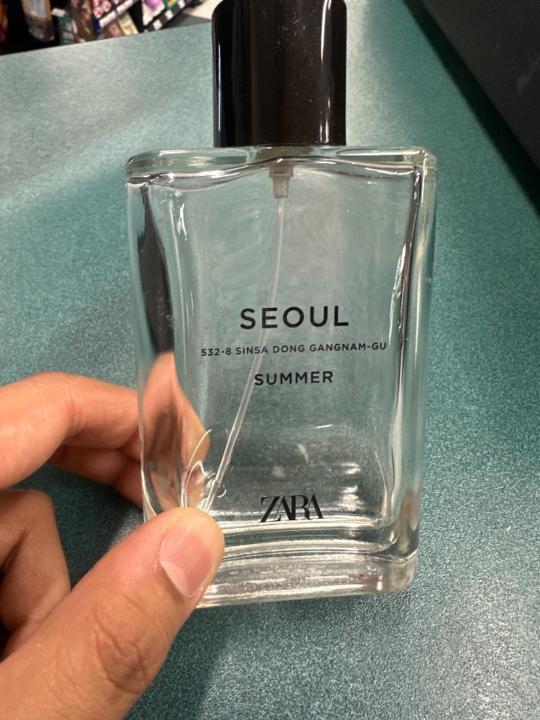 SEOUL
532-8 SINSA DONG GANGNAM-GU
SUMMER
ZARA